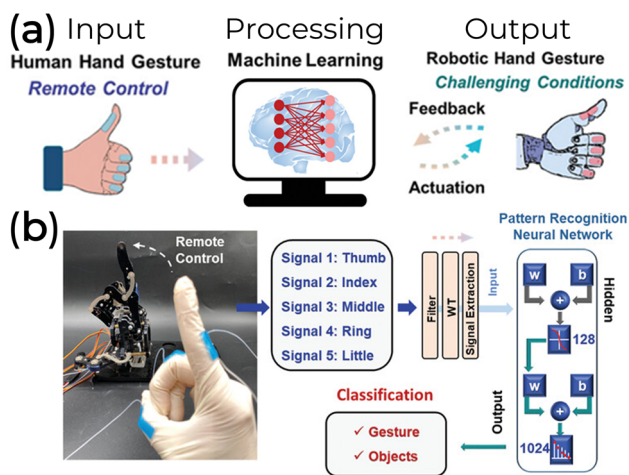 (a) Input Processing Output
Human Hand Gesture
Remote Control
Machine Learning
Robotic Hand Gesture
Challenging Conditions
Feedback
Actuation
(b)
Remote
Control
Signal 1: Thumb
Signal 2: Index
Signal 3: Middle
Signal 4: Ring
Signal 5: Little
Filter
WT
Signal Extraction
Input
Pattern Recognition
Neural Network
Hidden
w b
+
128
w b
+
1024
Output
Classification
✓ Gesture
✓ Objects